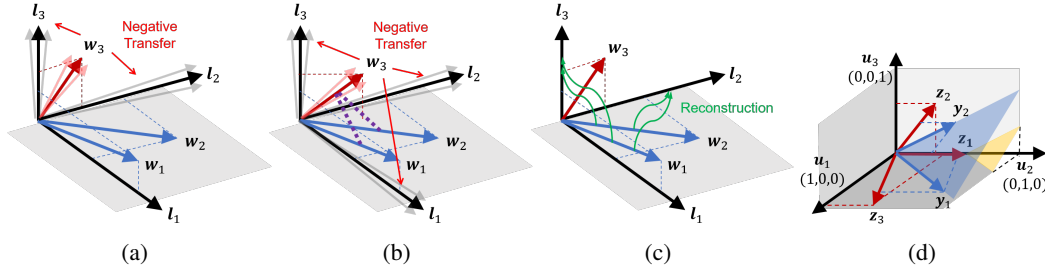 l₃
Negative
Transfer
w₃
l₂
w₂
w₁
l₁
(a)
l₃
Negative
Transfer
w₃
l₂
w₂
w₁
l₁
(b)
l₃
w₃
l₂
Reconstruction
w₂
w₁
l₁
(c)
u₃
(0,0,1)
z₂
y₂
z₁
u₁
(1,0,0)
u₂
(0,1,0)
y₁
z₃
(d)